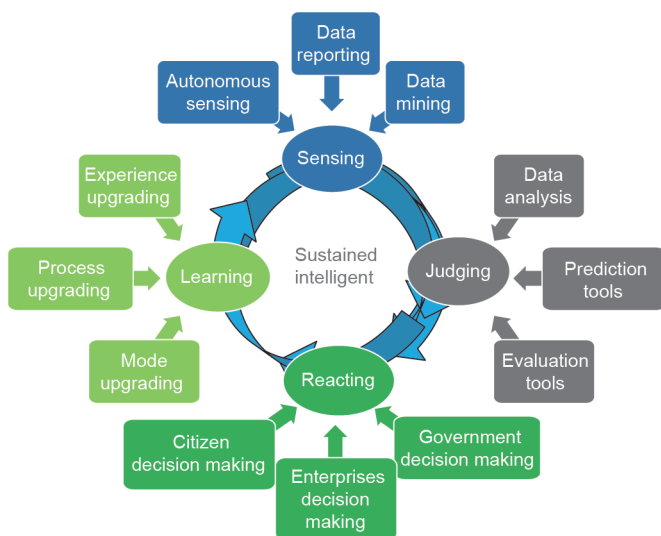 Data
reporting
Autonomous
sensing
Data
mining
Sensing
Experience
upgrading
Data
analysis
Process
upgrading
Learning
Sustained
intelligent
Judging
Prediction
tools
Mode
upgrading
Evaluation
tools
Reacting
Citizen
decision making
Enterprises
decision
making
Government
decision making